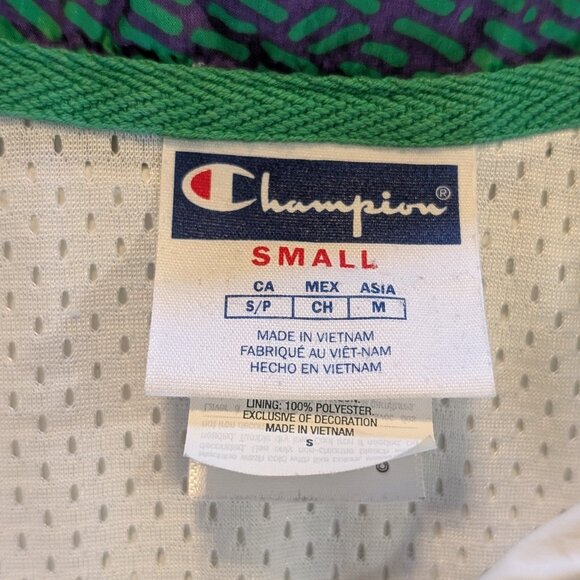 Champion®
SMALL
CA MEX ASIA
S/P CH M
MADE IN VIETNAM
FABRIQUÉ AU VIÊT-NAM
HECHO EN VIETNAM
LINING: 100% POLYESTER
EXCLUSIVE OF DECORATION
MADE IN VIETNAM
S